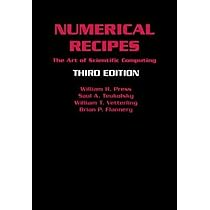 NUMERICAL
RECIPES
The Art of Scientific Computing
THIRD EDITION
William H. Press
Saul A. Teukolsky
William T. Vetterling
Brian P. Flannery